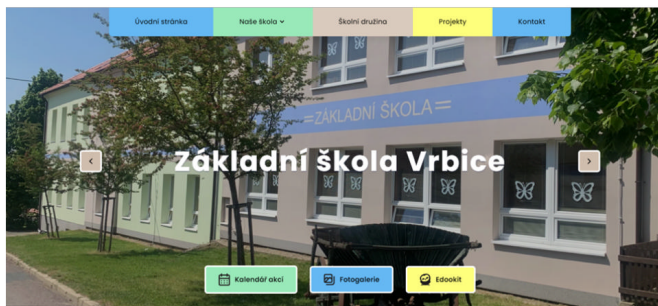 Úvodní stránka
Naše škola
Školní družina
Projekty
Kontakt
=ZÁKLADNÍ ŠKOLA=
Základní škola Vrbice
Kalendář akcí
Fotogalerie
Edookit